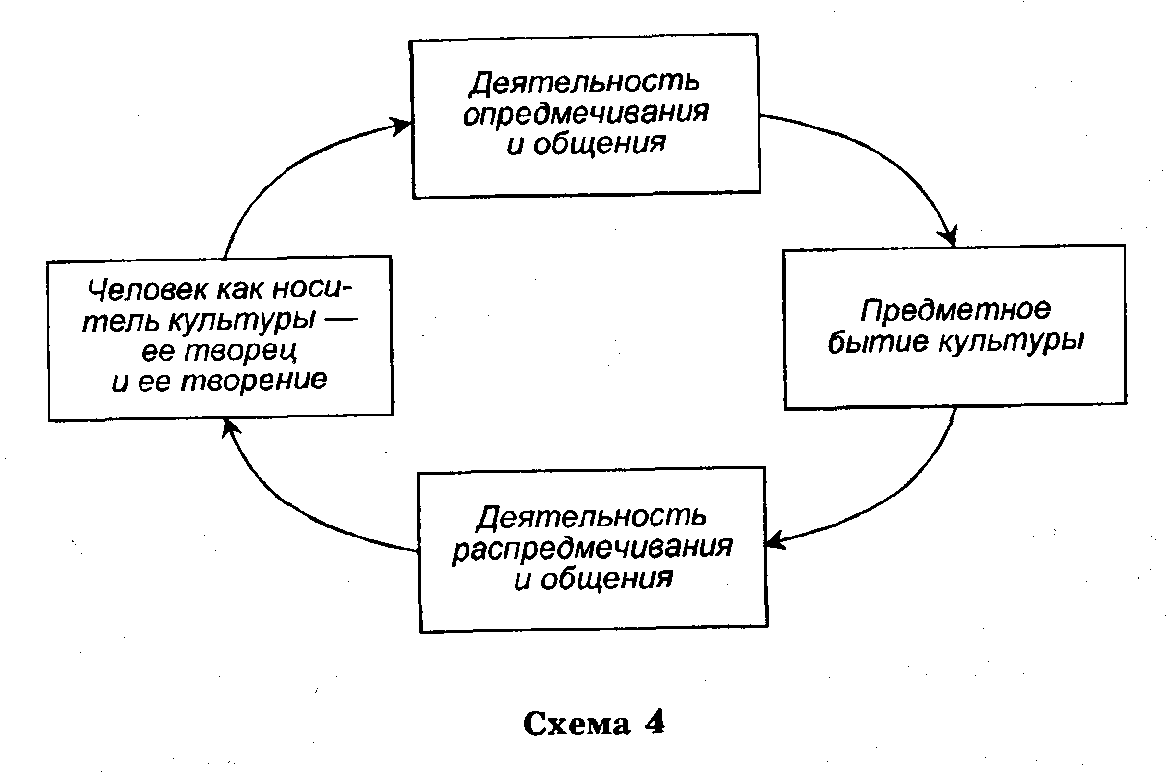 Деятельность
опредмечивания
и общения
Человек как носи-
тель культуры —
ее творец
и ее творение
Предметное
бытие культуры
Деятельность
распредмечивания
и общения
Схема 4